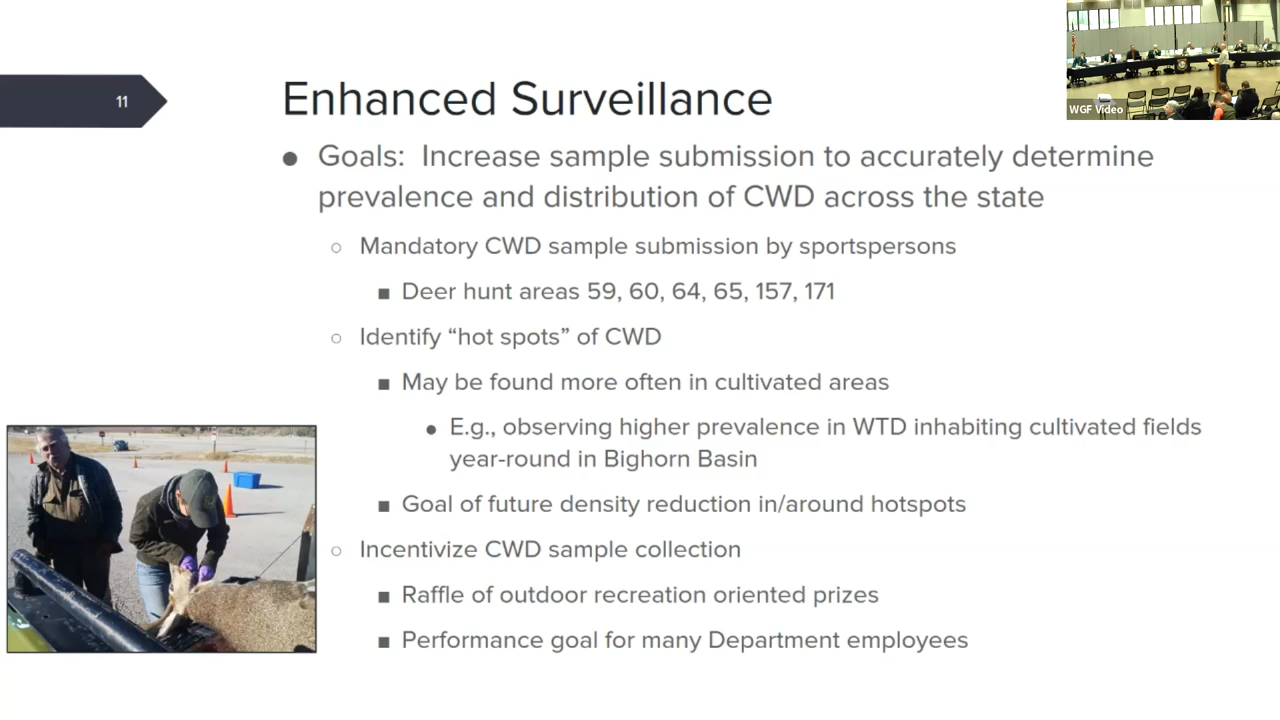 WGF Video
11
Enhanced Surveillance
● Goals: Increase sample submission to accurately determine
prevalence and distribution of CWD across the state
○ Mandatory CWD sample submission by sportspersons
■ Deer hunt areas 59, 60, 64, 65, 157, 171
○ Identify “hot spots” of CWD
■ May be found more often in cultivated areas
● E.g., observing higher prevalence in WTD inhabiting cultivated fields
year-round in Bighorn Basin
■ Goal of future density reduction in/around hotspots
○ Incentivize CWD sample collection
■ Raffle of outdoor recreation oriented prizes
■ Performance goal for many Department employees